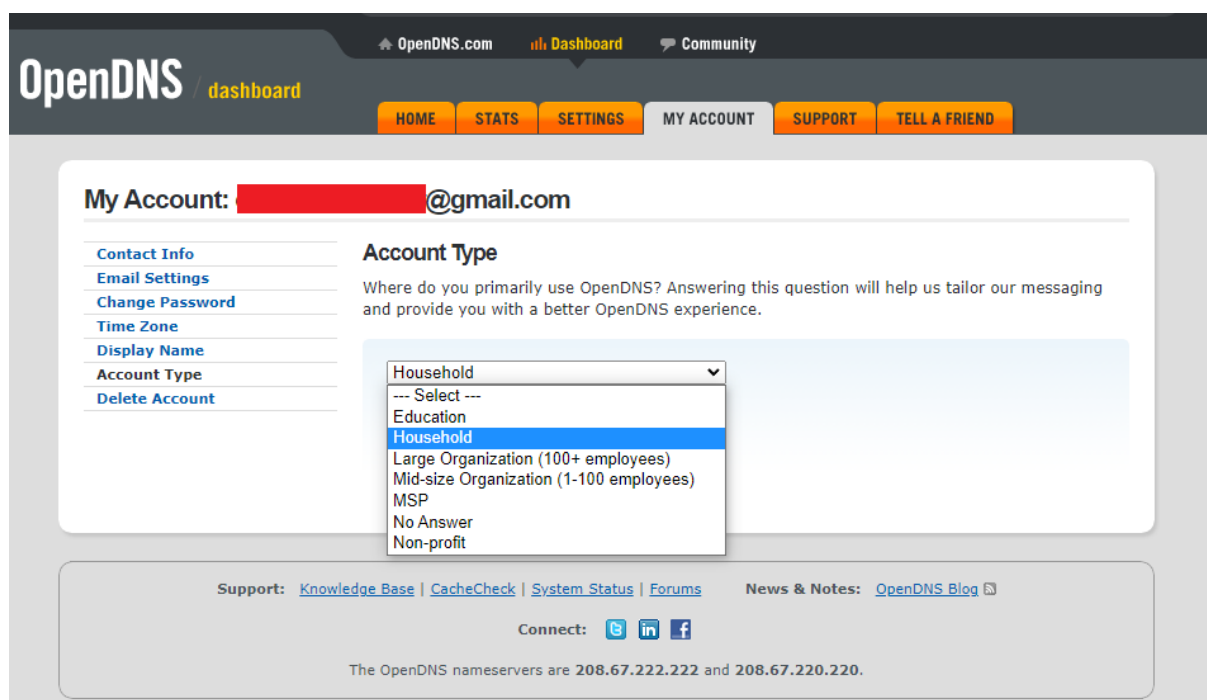 OpenDNS.com Dashboard Community
OpenDNS / dashboard
HOME STATS SETTINGS MY ACCOUNT SUPPORT TELL A FRIEND
My Account: @gmail.com
Contact Info
Email Settings
Change Password
Time Zone
Display Name
Account Type
Delete Account
Account Type
Where do you primarily use OpenDNS? Answering this question will help us tailor our messaging
and provide you with a better OpenDNS experience.
Household
--- Select ---
Education
Household
Large Organization (100+ employees)
Mid-size Organization (1-100 employees)
MSP
No Answer
Non-profit
Support: Knowledge Base | CacheCheck | System Status | Forums News & Notes: OpenDNS Blog
Connect:
The OpenDNS nameservers are 208.67.222.222 and 208.67.220.220.